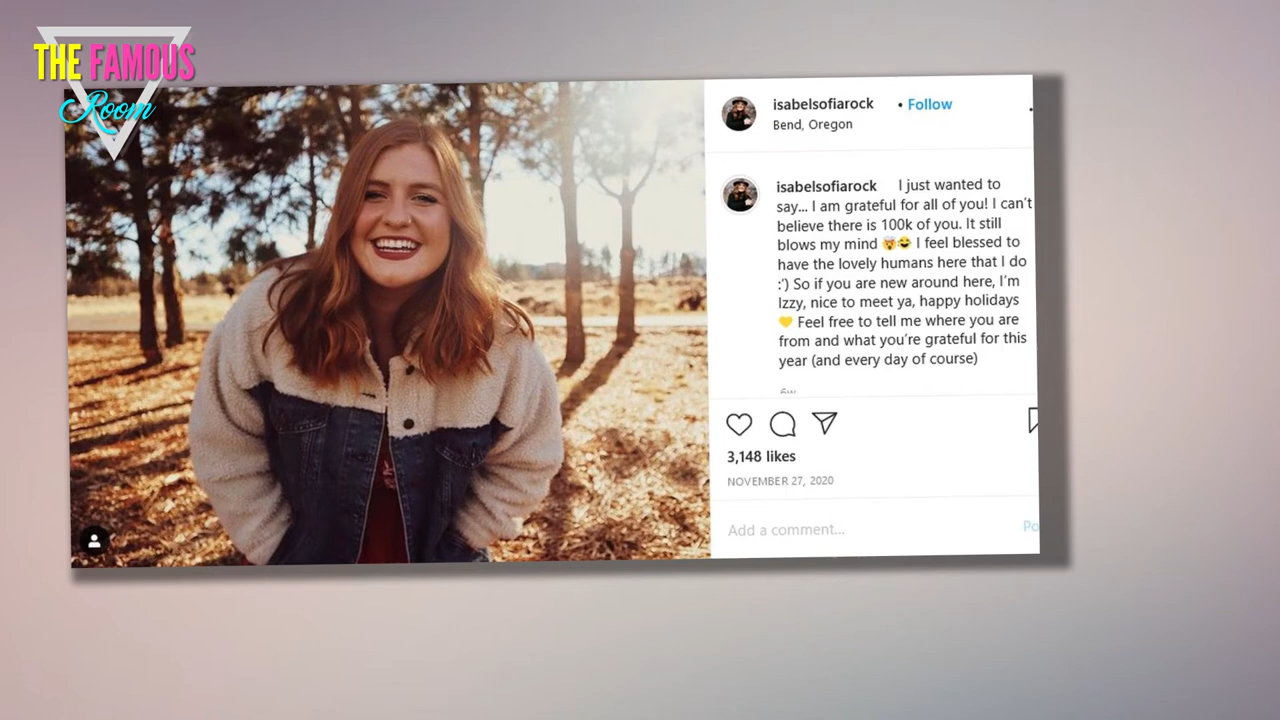 THE FAMOUS
Room
isabelsofiarock • Follow
Bend, Oregon
isabelsofiarock I just wanted to
say... I am grateful for all of you! I can't
believe there is 100k of you. It still
blows my mind 🤯😂 I feel blessed to
have the lovely humans here that I do
:') So if you are new around here, I'm
Izzy, nice to meet ya, happy holidays
💛 Feel free to tell me where you are
from and what you're grateful for this
year (and every day of course)
3,148 likes
NOVEMBER 27, 2020
Add a comment...